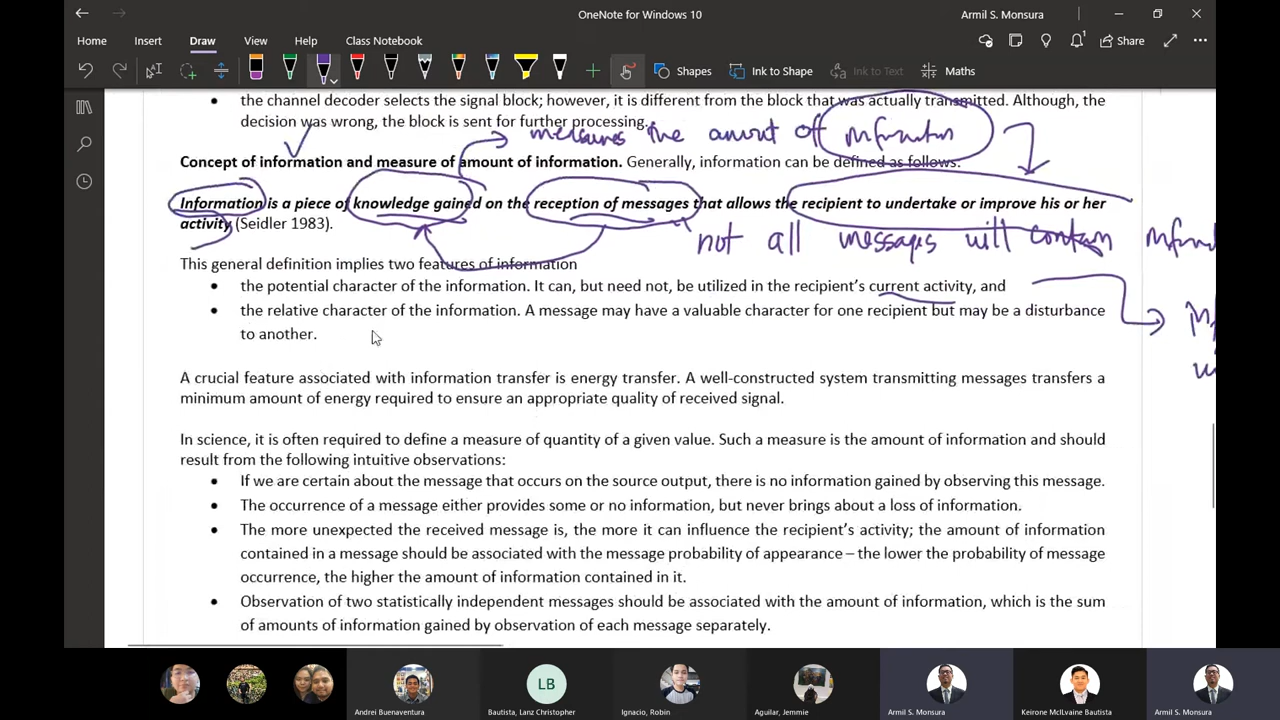 OneNote for Windows 10
Armil S. Monsura
Home Insert Draw View Help Class Notebook
Share
Shapes Ink to Shape Ink to Text Maths
the channel decoder selects the signal block; however, it is different from the block that was actually transmitted. Although, the
decision was wrong, the block is sent for further processing.
measures the amount of information
Concept of information and measure of amount of information. Generally, information can be defined as follows.
Information is a piece of knowledge gained on the reception of messages that allows the recipient to undertake or improve his or her
activity (Seidler 1983).
not all messages will contain
This general definition implies two features of information
the potential character of the information. It can, but need not, be utilized in the recipient's current activity, and
the relative character of the information. A message may have a valuable character for one recipient but may be a disturbance
to another.
A crucial feature associated with information transfer is energy transfer. A well-constructed system transmitting messages transfers a
minimum amount of energy required to ensure an appropriate quality of received signal.
In science, it is often required to define a measure of quantity of a given value. Such a measure is the amount of information and should
result from the following intuitive observations:
If we are certain about the message that occurs on the source output, there is no information gained by observing this message.
The occurrence of a message either provides some or no information, but never brings about a loss of information.
The more unexpected the received message is, the more it can influence the recipient's activity; the amount of information
contained in a message should be associated with the message probability of appearance – the lower the probability of message
occurrence, the higher the amount of information contained in it.
Observation of two statistically independent messages should be associated with the amount of information, which is the sum
of amounts of information gained by observation of each message separately.
LB
Andrei Buenaventura Bautista, Lanz Christopher Ignacio, Robin Aguilar, Jemmie Armil S. Monsura Keirone McIlvaine Bautista Armil S. Monsura